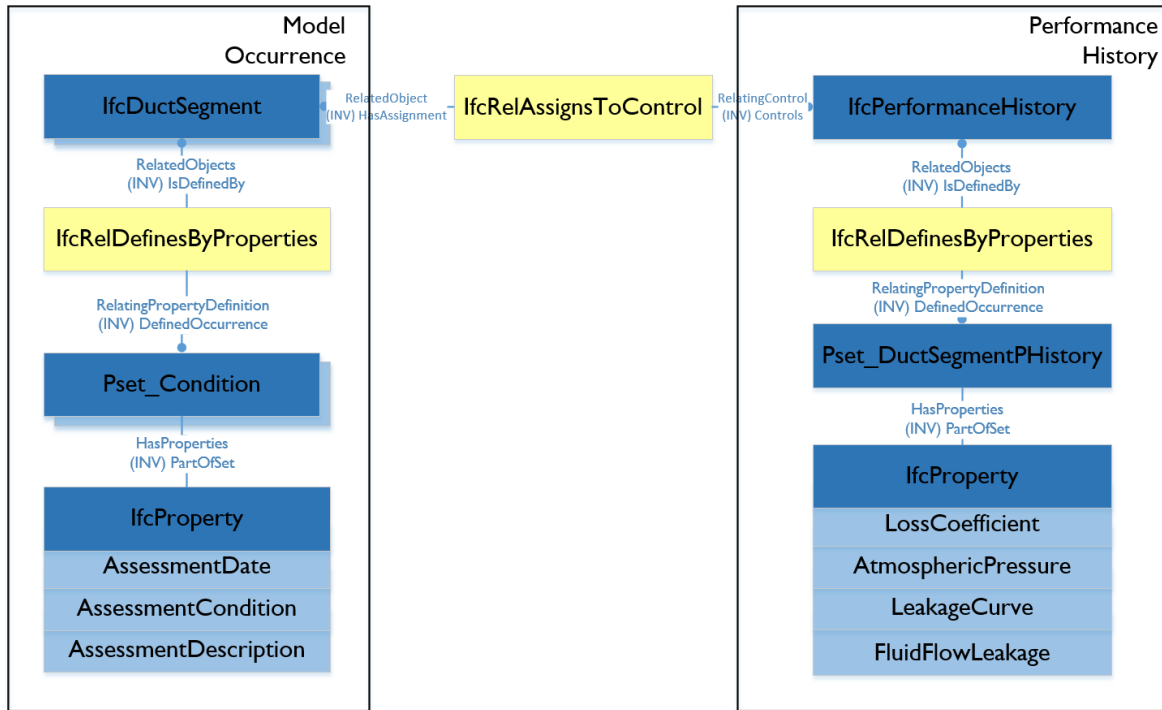 Model
Occurrence
IfcDuctSegment
RelatedObjects
(INV) IsDefinedBy
IfcRelDefinesByProperties
RelatingPropertyDefinition
(INV) DefinedOccurrence
Pset_Condition
HasProperties
(INV) PartOfSet
IfcProperty
AssessmentDate
AssessmentCondition
AssessmentDescription
RelatedObject
(INV) HasAssignment
IfcRelAssignsToControl
RelatingControl
(INV) Controls
Performance
History
IfcPerformanceHistory
RelatedObjects
(INV) IsDefinedBy
IfcRelDefinesByProperties
RelatingPropertyDefinition
(INV) DefinedOccurrence
Pset_DuctSegmentPHistory
HasProperties
(INV) PartOfSet
IfcProperty
LossCoefficient
AtmosphericPressure
LeakageCurve
FluidFlowLeakage